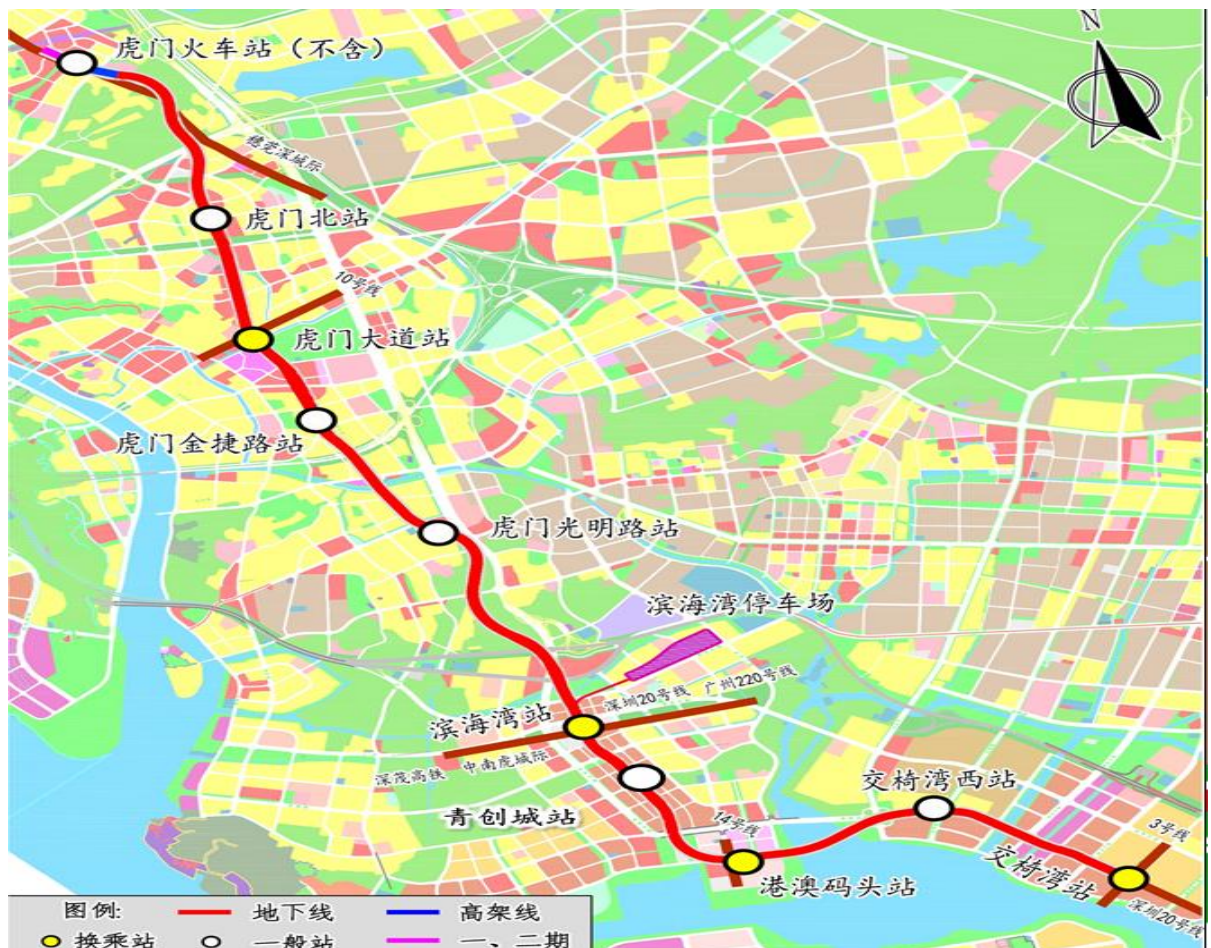 虎门火车站（不含）
N
穗莞深城际
虎门北站
10号线
虎门大道站
虎门金捷路站
虎门光明路站
滨海湾停车场
深圳20号线 广州220号线
滨海湾站
深茂高铁 中南虎城际
青创城站
交椅湾西站
14号线
3号线
港澳码头站
交椅湾站
深圳20号线
图例:
地下线
高架线
换乘站
一般站
一、二期